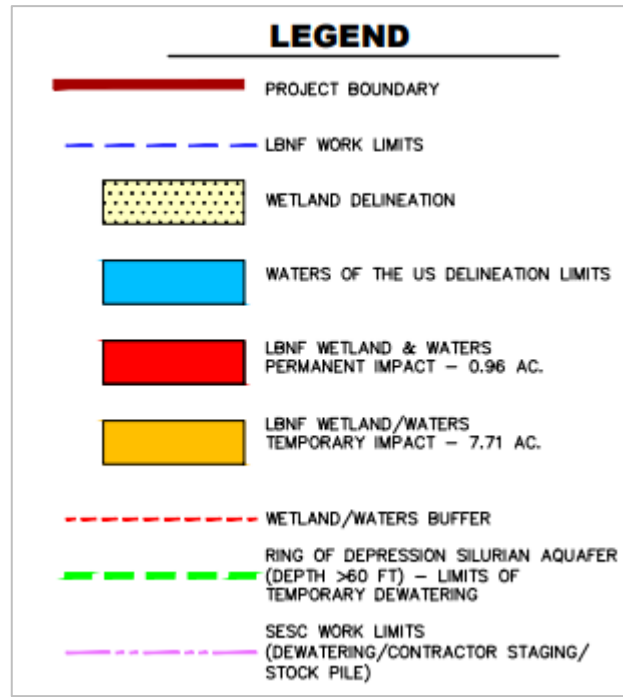 LEGEND
PROJECT BOUNDARY
LBNF WORK LIMITS
WETLAND DELINEATION
WATERS OF THE US DELINEATION LIMITS
LBNF WETLAND & WATERS
PERMANENT IMPACT – 0.96 AC.
LBNF WETLAND/WATERS
TEMPORARY IMPACT – 7.71 AC.
WETLAND/WATERS BUFFER
RING OF DEPRESSION SILURIAN AQUAFER
(DEPTH >60 FT) – LIMITS OF
TEMPORARY DEWATERING
SESC WORK LIMITS
(DEWATERING/CONTRACTOR STAGING/
STOCK PILE)